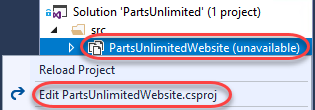 Solution 'PartsUnlimited' (1 project)
src
PartsUnlimitedWebsite (unavailable)
Reload Project
Edit PartsUnlimitedWebsite.csproj